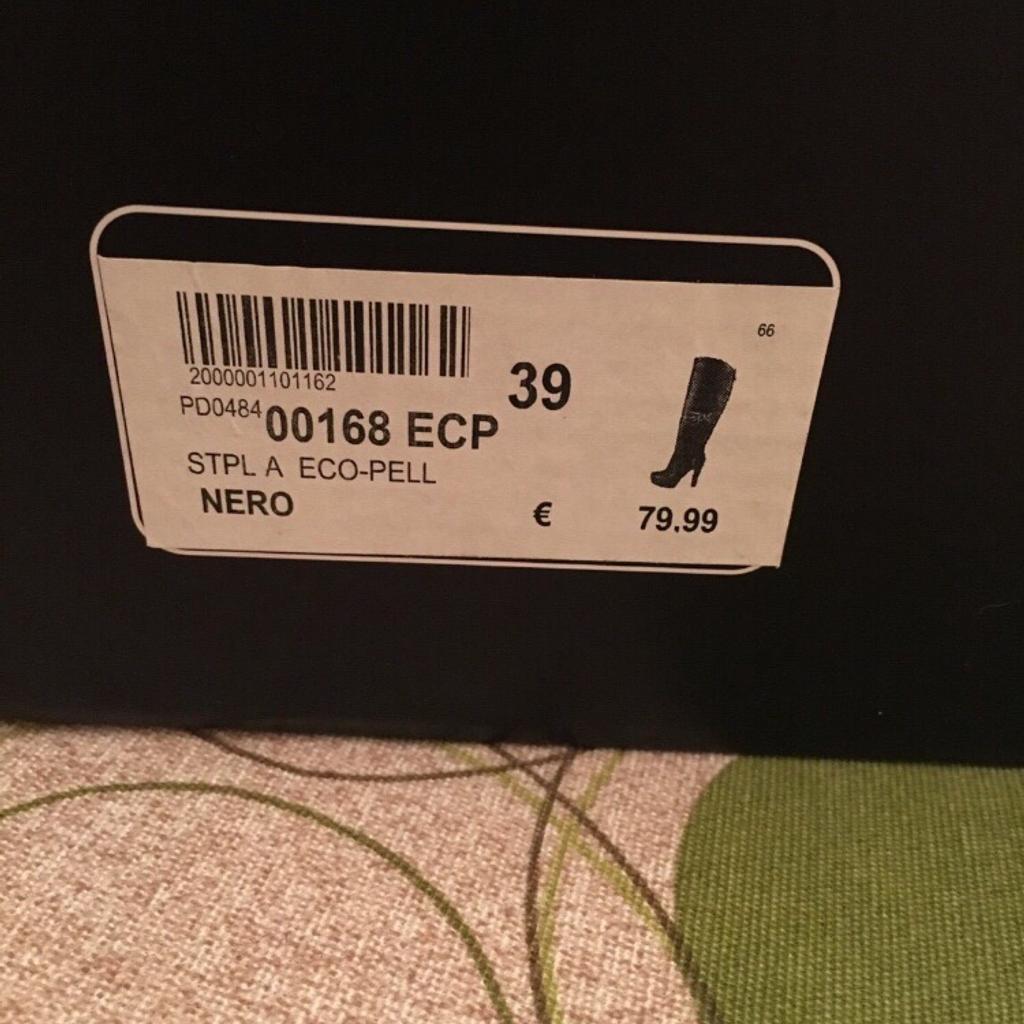 66
2000001101162
39
PD0484 00168 ECP
STPL A ECO-PELL
NERO
€ 79.99